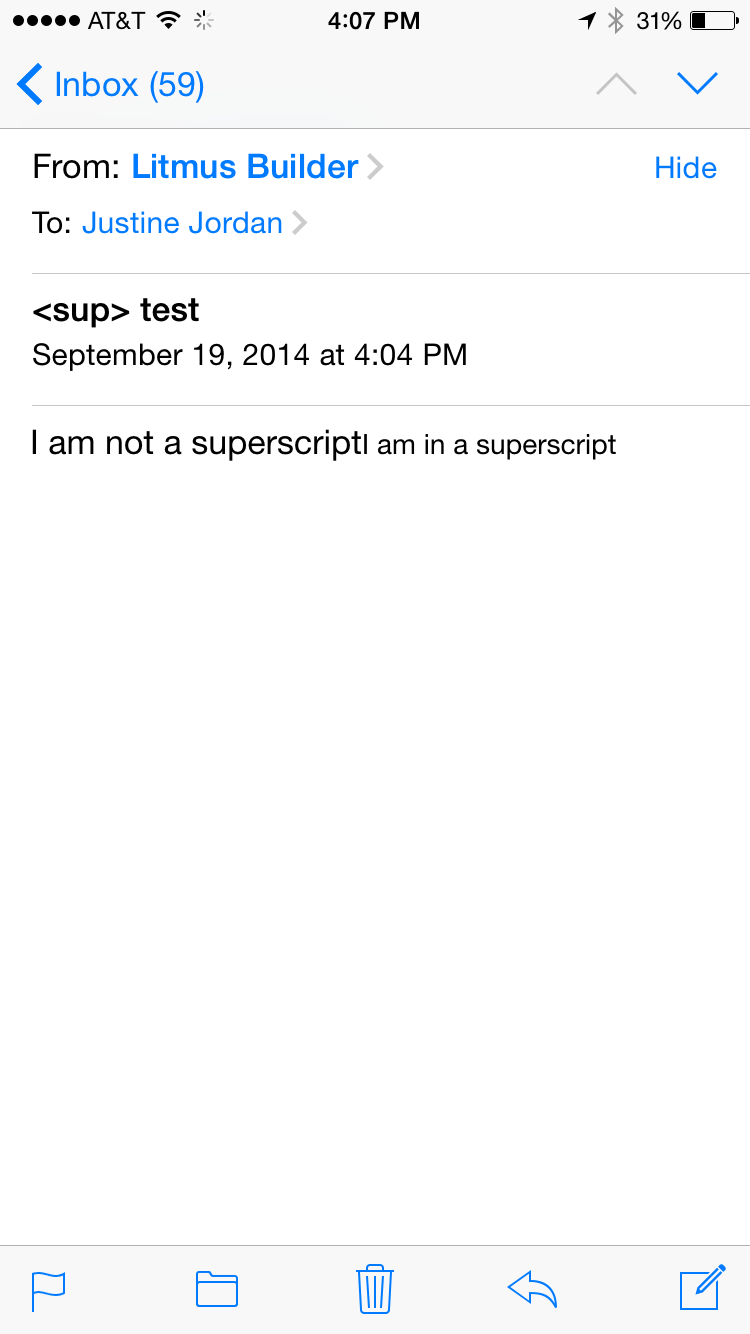 AT&T 4:07 PM 31%
Inbox (59)
From: Litmus Builder Hide
To: Justine Jordan
<sup> test
September 19, 2014 at 4:04 PM
I am not a superscriptI am in a superscript